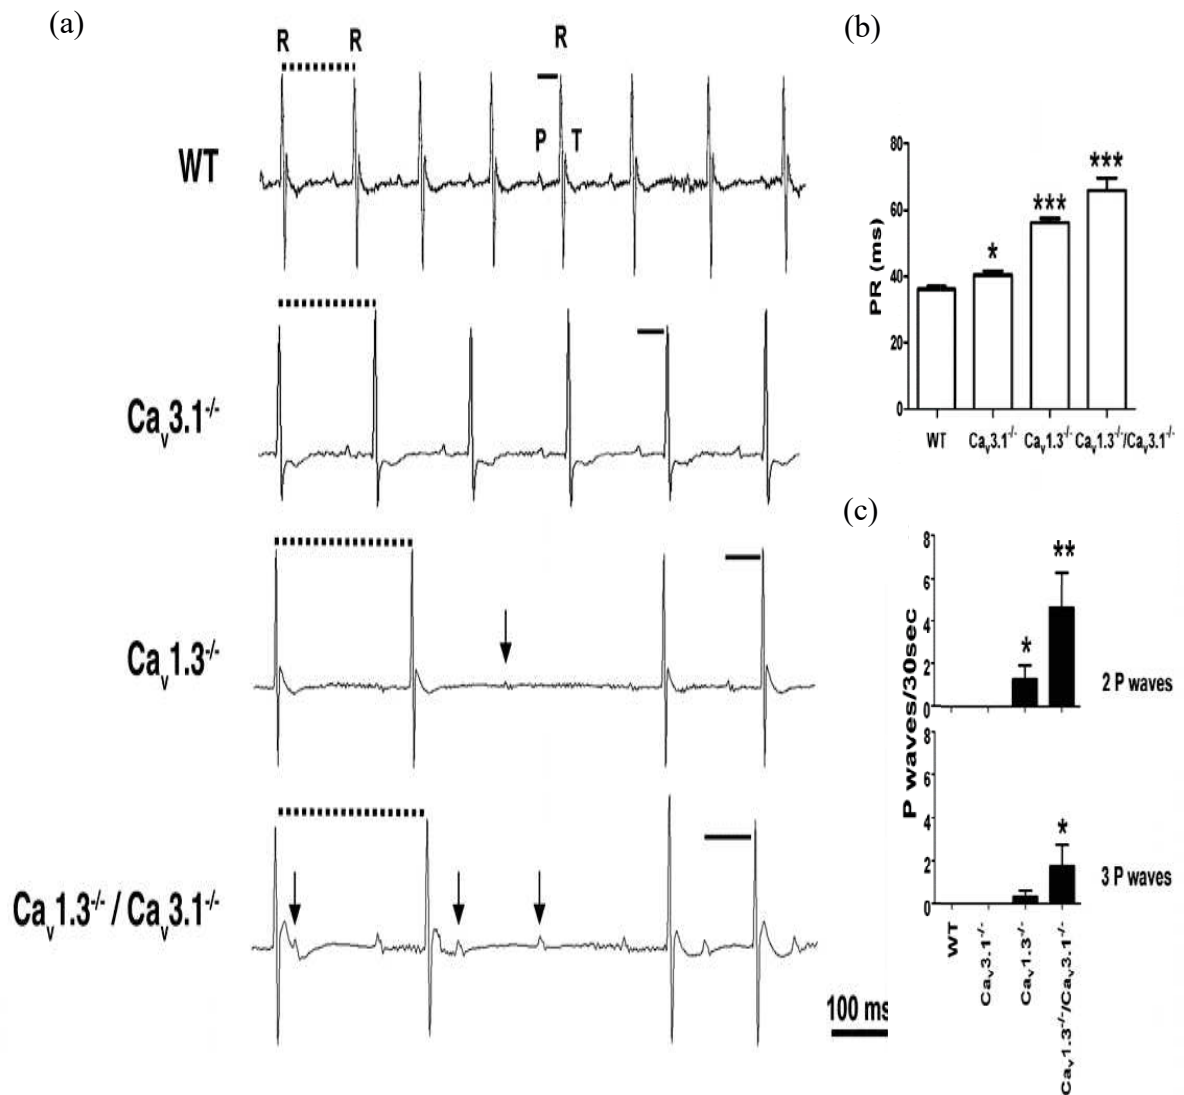 (a)
R R R
P T
WT
Caᵥ3.1⁻/⁻
Caᵥ1.3⁻/⁻
Caᵥ1.3⁻/⁻ / Caᵥ3.1⁻/⁻
100 ms
(b)
PR (ms)
80
60
40
20
0
*
***
***
WT Caᵥ3.1⁻/⁻ Caᵥ1.3⁻/⁻ Caᵥ1.3⁻/⁻/Caᵥ3.1⁻/⁻
(c)
P waves/30sec
8
6
4
2
0
*
**
2 P waves
8
6
4
2
0
*
3 P waves
WT
Caᵥ3.1⁻/⁻
Caᵥ1.3⁻/⁻
Caᵥ1.3⁻/⁻/Caᵥ3.1⁻/⁻